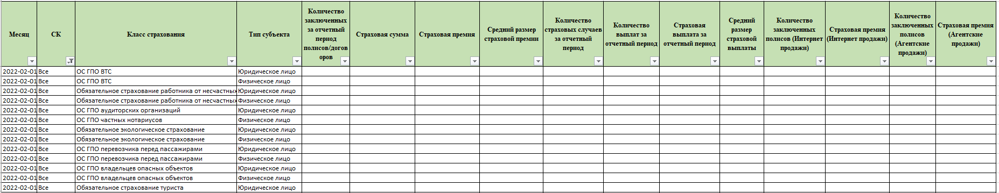 Месяц
СК
Класс страхования
Тип субъекта
Количество
заключенных
за отчетный
период
полисов/догов
оров
Страховая сумма
Страховая премия
Средний размер
страховой премии
Количество
страховых случаев
за отчетный
период
Количество
выплат за
отчетный период
Страховая
выплата за
отчетный период
Средний
размер
страховой
выплаты
Количество
заключенных
полисов (Интернет
продажи)
Страховая премия
(Интернет продажи)
Количество
заключенных
полисов
(Агентские
продажи)
Страховая премия
(Агентские
продажи)
2022-02-01 Все ОС ГПО ВТС Юридическое лицо
2022-02-01 Все ОС ГПО ВТС Физическое лицо
2022-02-01 Все Обязательное страхование работника от несчастных Юридическое лицо
2022-02-01 Все Обязательное страхование работника от несчастных Физическое лицо
2022-02-01 Все ОС ГПО аудиторских организаций Юридическое лицо
2022-02-01 Все ОС ГПО частных нотариусов Физическое лицо
2022-02-01 Все Обязательное экологическое страхование Юридическое лицо
2022-02-01 Все Обязательное экологическое страхование Физическое лицо
2022-02-01 Все ОС ГПО перевозчика перед пассажирами Юридическое лицо
2022-02-01 Все ОС ГПО перевозчика перед пассажирами Физическое лицо
2022-02-01 Все ОС ГПО владельцев опасных объектов Юридическое лицо
2022-02-01 Все ОС ГПО владельцев опасных объектов Физическое лицо
2022-02-01 Все Обязательное страхование туриста Юридическое лицо